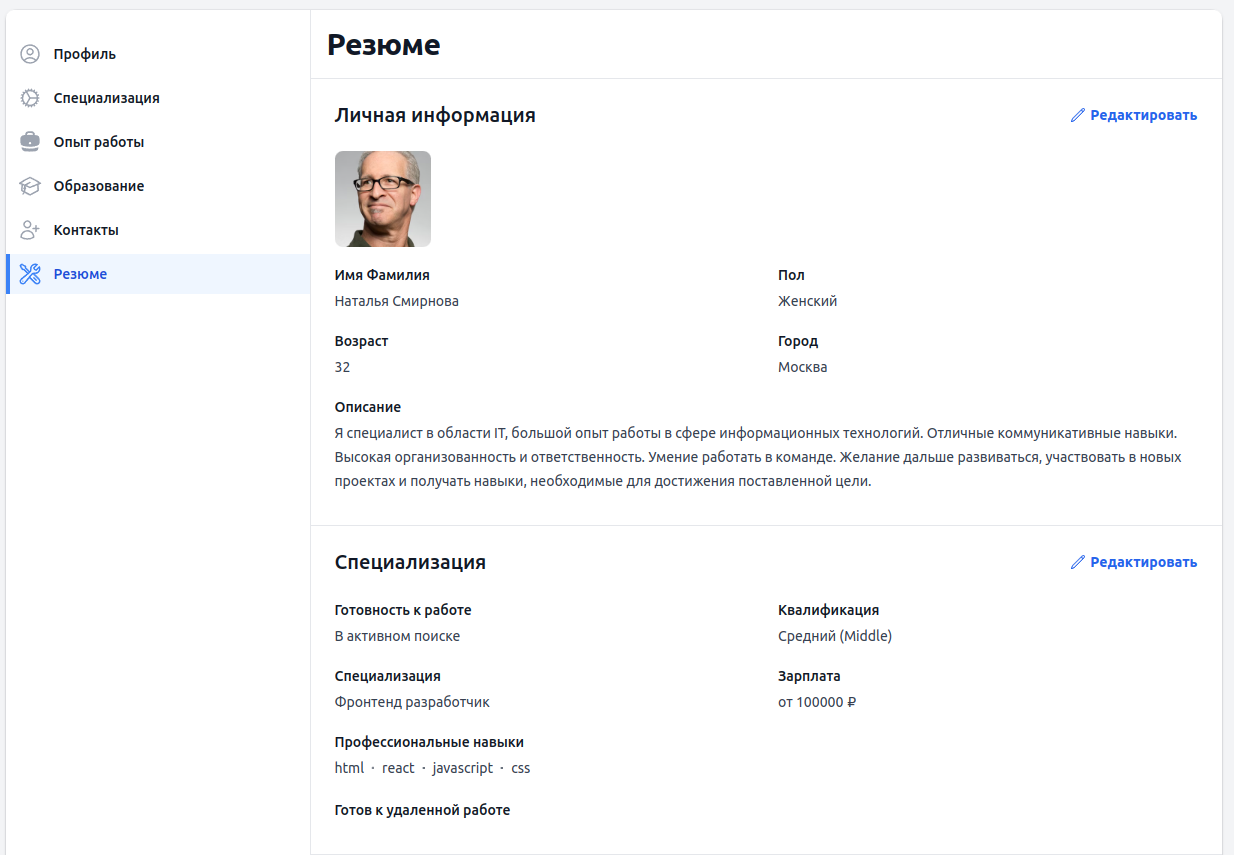 Профиль
Специализация
Опыт работы
Образование
Контакты
Резюме
Резюме
Личная информация
Редактировать
Имя Фамилия
Наталья Смирнова
Пол
Женский
Возраст
32
Город
Москва
Описание
Я специалист в области IT, большой опыт работы в сфере информационных технологий. Отличные коммуникативные навыки.
Высокая организованность и ответственность. Умение работать в команде. Желание дальше развиваться, участвовать в новых
проектах и получать навыки, необходимые для достижения поставленной цели.
Специализация
Редактировать
Готовность к работе
В активном поиске
Квалификация
Средний (Middle)
Специализация
Фронтенд разработчик
Зарплата
от 100000 ₽
Профессиональные навыки
html · react · javascript · css
Готов к удаленной работе